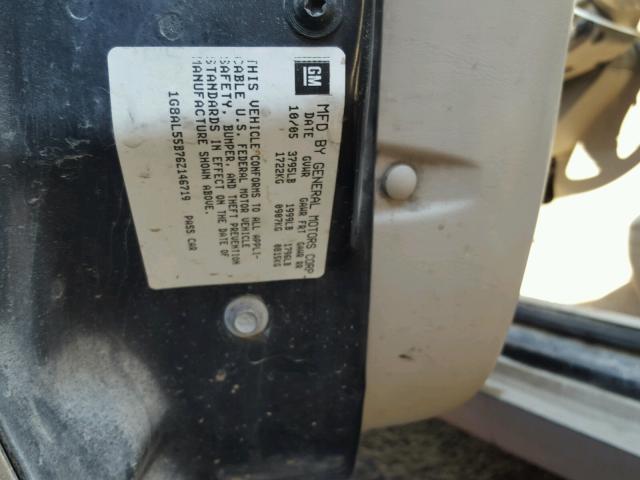 GM
MFD BY GENERAL MOTORS CORP
DATE GVWR GAWR FRT GAWR RR
10/05 3795LB 1999LB 1796LB
1722KG 0907KG 0815KG
THIS VEHICLE CONFORMS TO ALL APPLI-
CABLE U.S. FEDERAL MOTOR VEHICLE
SAFETY, BUMPER, AND THEFT PREVENTION
STANDARDS IN EFFECT ON THE DATE OF
MANUFACTURE SHOWN ABOVE.
1G8AL55B76Z146719 PASS CAR